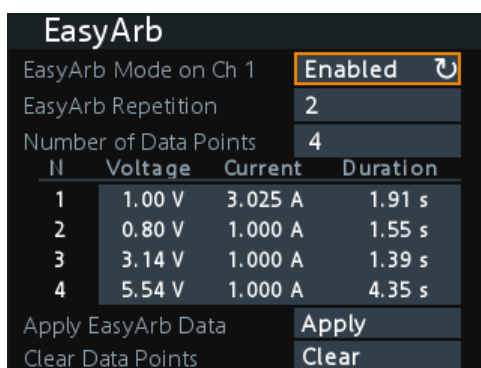 EasyArb
EasyArb Mode on Ch 1 Enabled
EasyArb Repetition 2
Number of Data Points 4
N Voltage Current Duration
1 1.00 V 3.025 A 1.91 s
2 0.80 V 1.000 A 1.55 s
3 3.14 V 1.000 A 1.39 s
4 5.54 V 1.000 A 4.35 s
Apply EasyArb Data Apply
Clear Data Points Clear